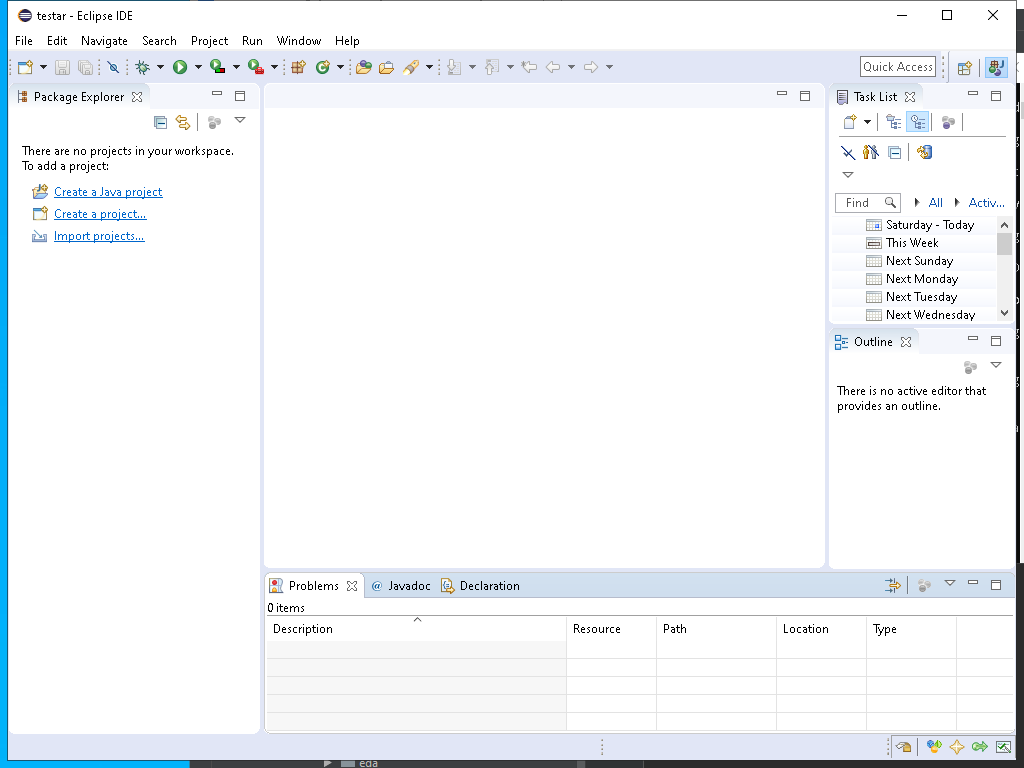 testar - Eclipse IDE
File Edit Navigate Search Project Run Window Help
Quick Access
Package Explorer
There are no projects in your workspace.
To add a project:
Create a Java project
Create a project...
Import projects...
Task List
Find All Activ...
Saturday - Today
This Week
Next Sunday
Next Monday
Next Tuesday
Next Wednesday
Outline
There is no active editor that
provides an outline.
Problems @ Javadoc Declaration
0 items
Description Resource Path Location Type
eda